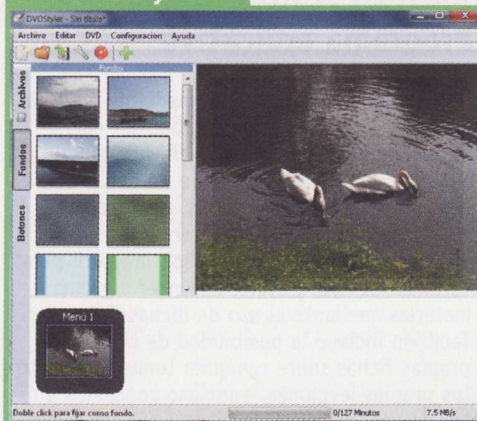 DVDStyler - Sin título*
Archivo Editar DVD Configuración Ayuda
Fondos
Archivos
Fondos
Botones
Menú 1
Doble click para fijar como fondo.
0/127 Minutos
7.5 MB/s